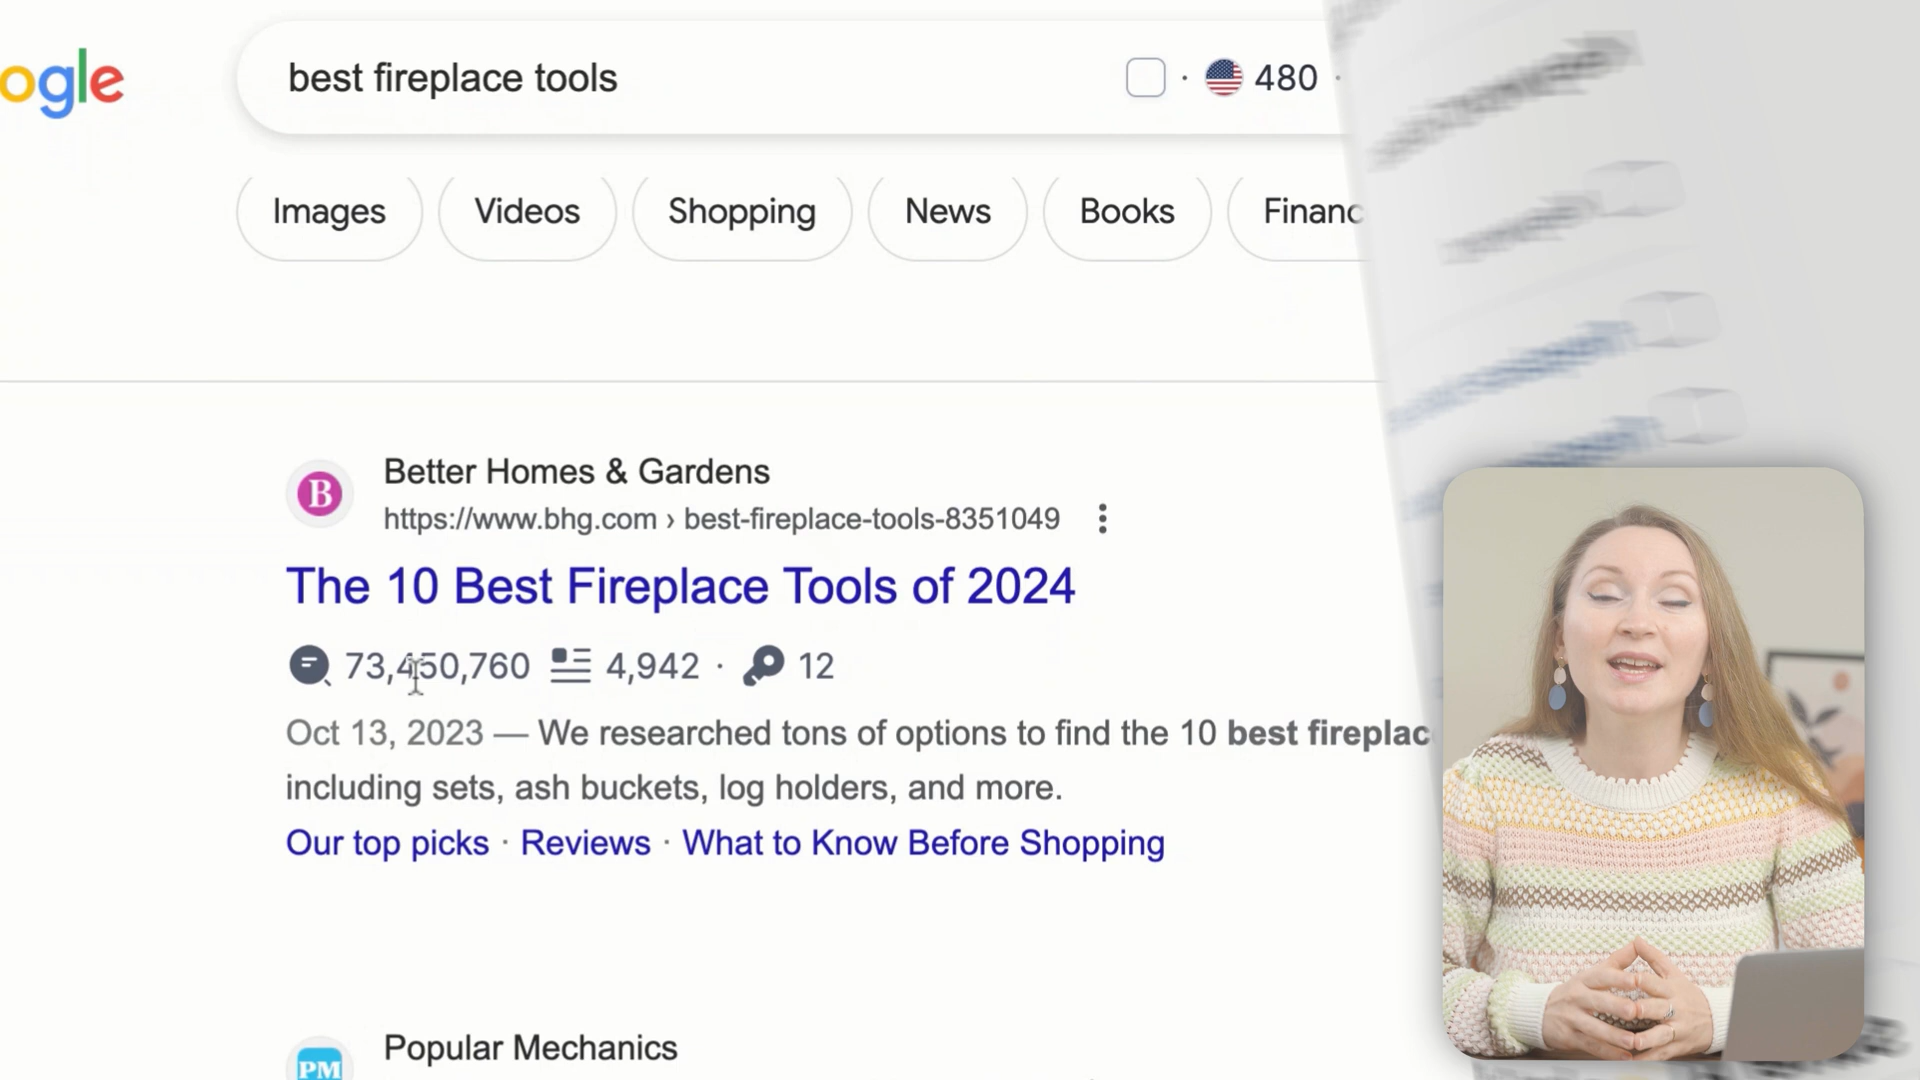 ogle
best fireplace tools
480
Images
Videos
Shopping
News
Books
Financ
Better Homes & Gardens
https://www.bhg.com › best-fireplace-tools-8351049
The 10 Best Fireplace Tools of 2024
73,450,760 4,942 · 12
Oct 13, 2023 — We researched tons of options to find the 10 best fireplac
including sets, ash buckets, log holders, and more.
Our top picks · Reviews · What to Know Before Shopping
Popular Mechanics
PM
B